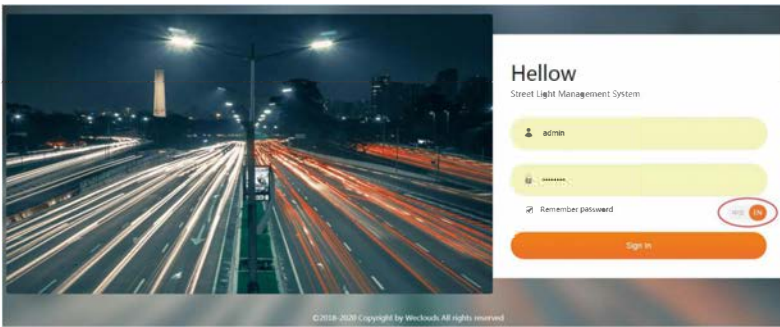 Hellow
Street Light Management System
admin
Remember password
EN
Sign in
©2018-2020 Copyright by Weclouds All rights reserved